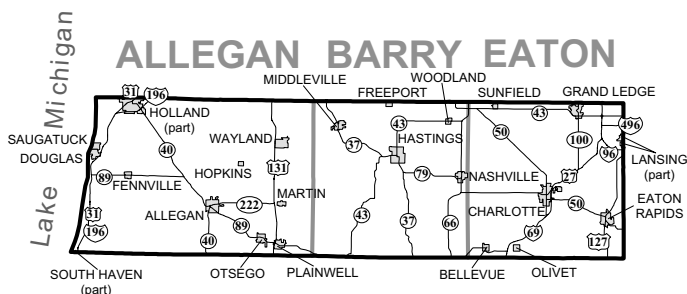 ALLEGAN BARRY EATON
Lake Michigan
MIDDLEVILLE
FREEPORT
WOODLAND
SUNFIELD
GRAND LEDGE
31
196
HOLLAND
(part)
43
43
496
SAUGATUCK
DOUGLAS
40
WAYLAND
37
HASTINGS
50
100
96
LANSING
(part)
89
FENNVILLE
HOPKINS
131
79
NASHVILLE
27
ALLEGAN
222
MARTIN
CHARLOTTE
50
EATON
RAPIDS
31
196
40
89
43
37
66
69
127
SOUTH HAVEN
(part)
OTSEGO
PLAINWELL
BELLEVUE
OLIVET